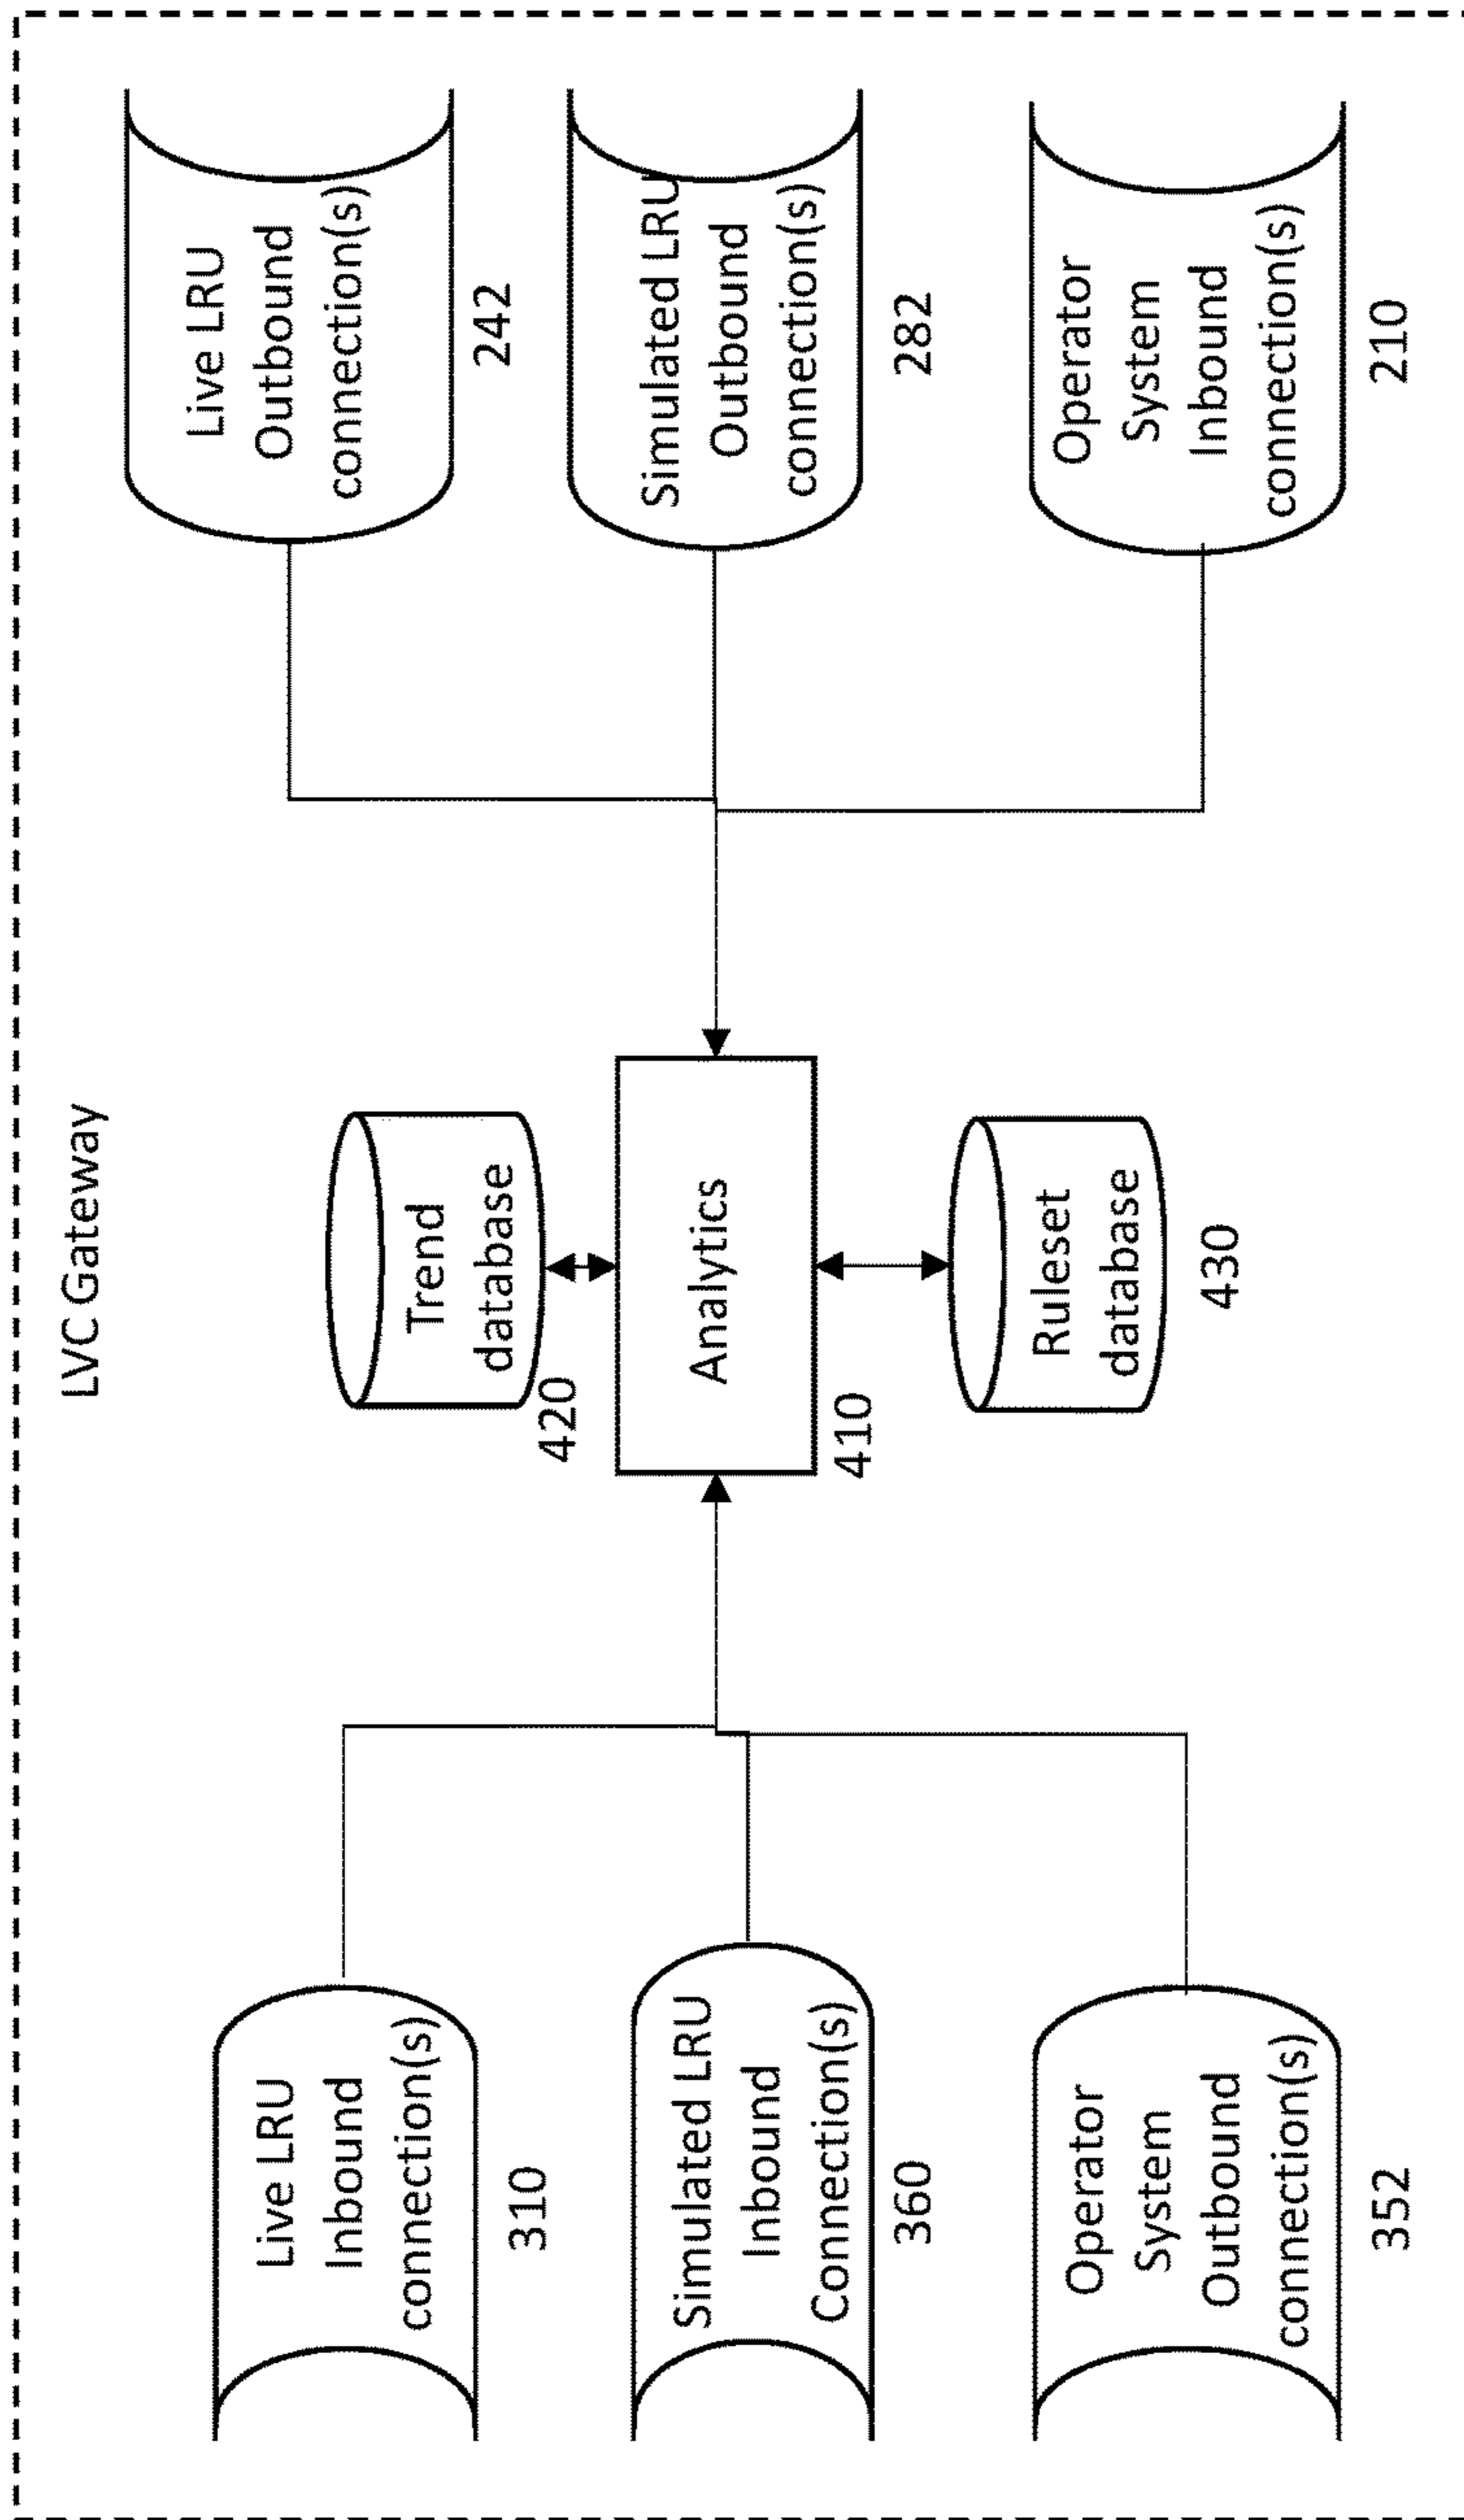 LVC Gateway
Live LRU
Inbound
connection(s)
310
Simulated LRU
Inbound
Connection(s)
360
Operator
System
Outbound
connection(s)
352
Trend
database
420
Analytics
410
Ruleset
database
430
Live LRU
Outbound
connection(s)
242
Simulated LRU
Outbound
connection(s)
282
Operator
System
Inbound
connection(s)
210